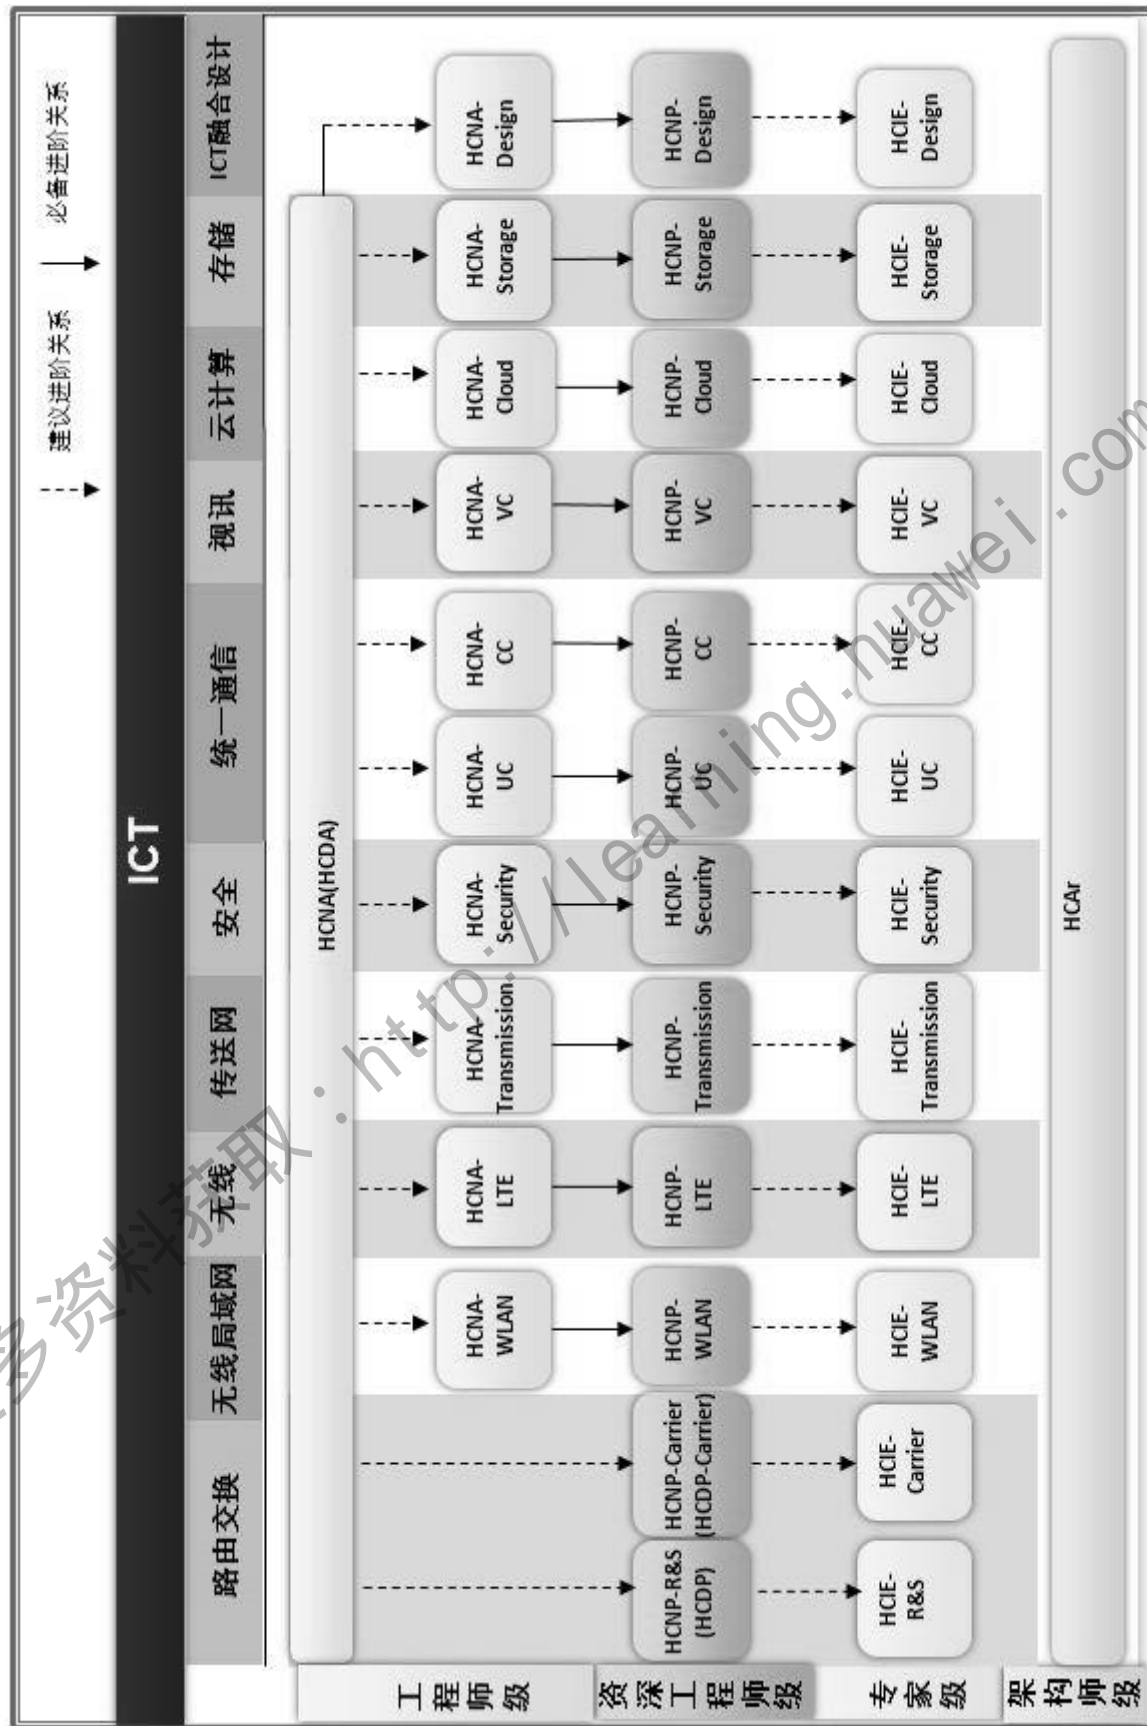 建议进阶关系
必备进阶关系
ICT
路由交换
无线局域网
无线
传送网
安全
统一通信
视讯
云计算
存储
ICT融合设计
工程师级
HCNA(HCDA)
HCNA-
WLAN
HCNA-
LTE
HCNA-
Transmission
HCNA-
Security
HCNA-
UC
HCNA-
CC
HCNA-
VC
HCNA-
Cloud
HCNA-
Storage
HCNA-
Design
资深工程师级
HCNP-R&S
(HCDP)
HCNP-Carrier
(HCDP-Carrier)
HCNP-
WLAN
HCNP-
LTE
HCNP-
Transmission
HCNP-
Security
HCNP-
UC
HCNP-
CC
HCNP-
VC
HCNP-
Cloud
HCNP-
Storage
HCNP-
Design
专家级
HCIE-
R&S
HCIE-
Carrier
HCIE-
WLAN
HCIE-
LTE
HCIE-
Transmission
HCIE-
Security
HCIE-
UC
HCIE-
CC
HCIE-
VC
HCIE-
Cloud
HCIE-
Storage
HCIE-
Design
架构师级
HCAr
多资料获取：http://learning.huawei.com